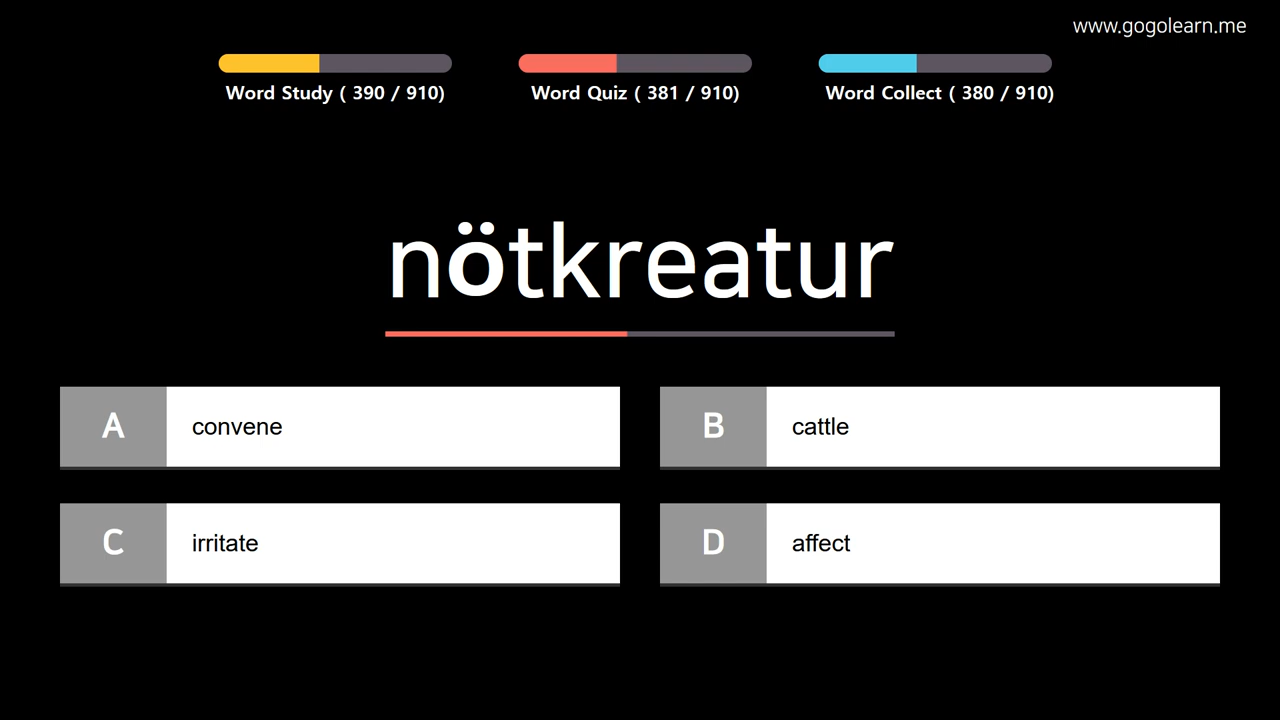 www.gogolearn.me
Word Study ( 390 / 910)
Word Quiz ( 381 / 910)
Word Collect ( 380 / 910)
nötkreatur
A convene
B cattle
C irritate
D affect